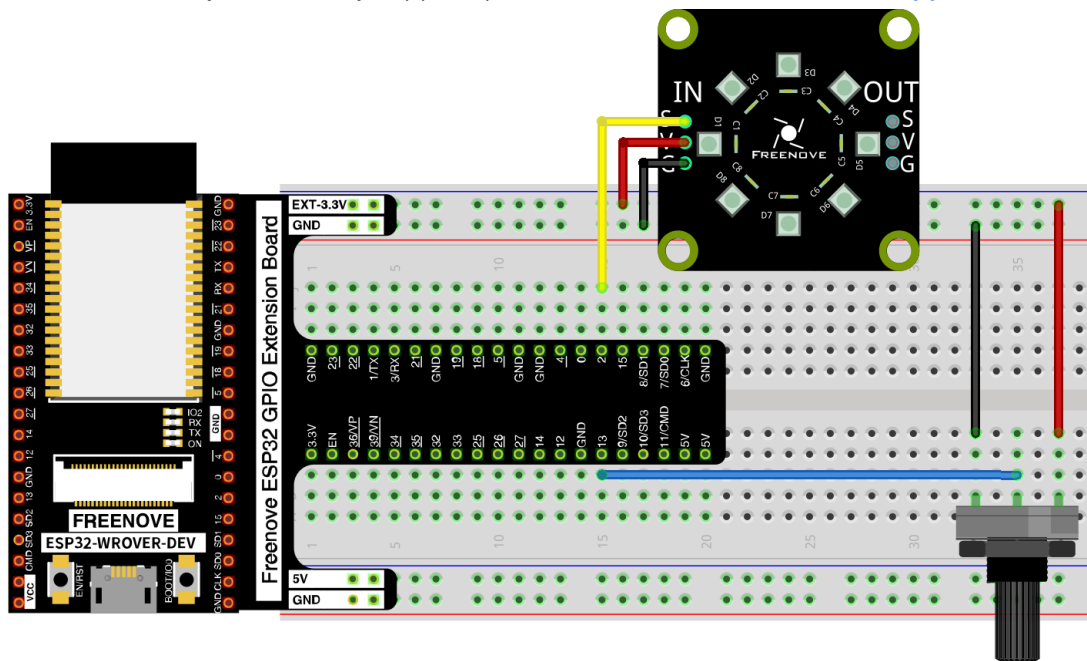 IN
OUT
S
V
G
S
V
G
D1
D2
D3
D4
D5
D6
D7
D8
C1
C2
C3
C4
C5
C6
C7
C8
FREENOVE
3.3V
EN
VP
VN
34
35
32
33
25
26
27
14
12
GND
13
SD2
SD3
CMD
VCC
GND
23
22
TX
RX
21
GND
19
18
5
GND
4
0
2
15
SD1
SD0
CLK
GND
IO2
RX
TX
ON
FREENOVE
ESP32-WROVER-DEV
EN/RST
BOOT/IO0
Freenove ESP32 GPIO Extension Board
EXT-3.3V
GND
1 5 10 15 30 35
GND 23 22 1/TX 3/RX 21 GND 19 18 5 GND GND 4 0 2 15 8/SD1 7/SD0 6/CLK GND
3.3V EN 36/VP 39/VN 34 35 32 33 25 26 27 14 12 GND 13 9/SD2 10/SD3 11/CMD 5V 5V
1 5 10 15 20 25 30
5V
GND